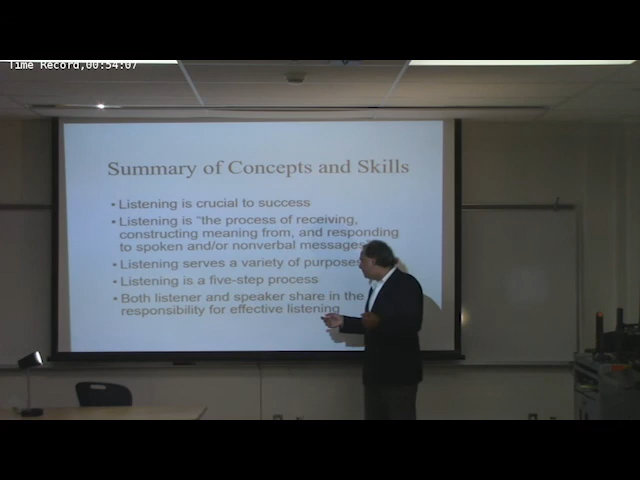 Time Record,00:54:07
Summary of Concepts and Skills
• Listening is crucial to success
• Listening is "the process of receiving,
constructing meaning from, and responding
to spoken and/or nonverbal messages"
• Listening serves a variety of purposes
• Listening is a five-step process
• Both listener and speaker share in the
responsibility for effective listening